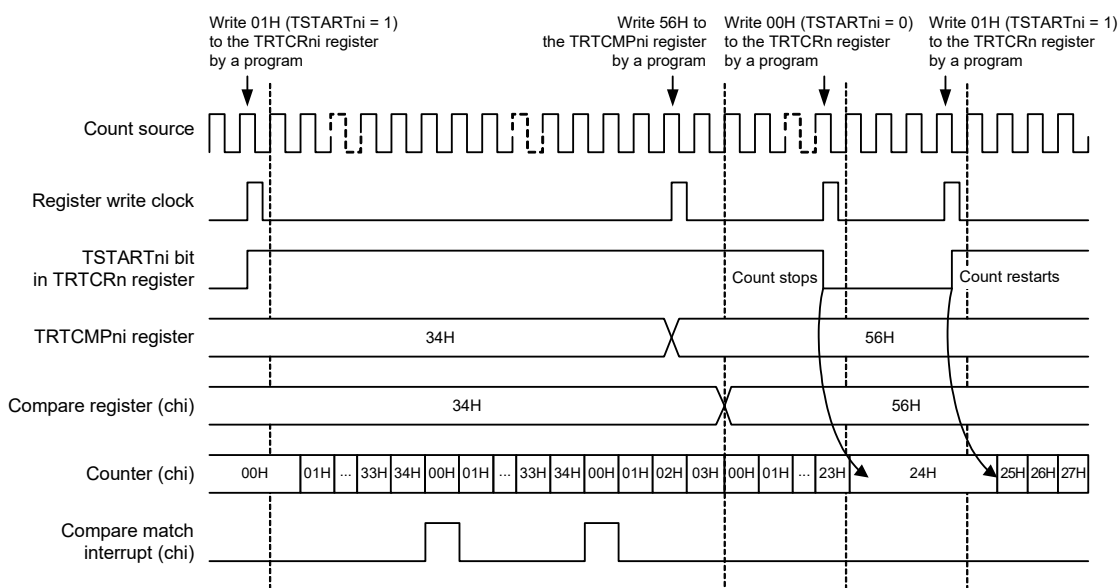 Write 01H (TSTARTni = 1)
to the TRTCRni register
by a program
Write 56H to
the TRTCMPni register
by a program
Write 00H (TSTARTni = 0)
to the TRTCRn register
by a program
Write 01H (TSTARTni = 1)
to the TRTCRn register
by a program
Count source
Register write clock
TSTARTni bit
in TRTCRn register
Count stops
Count restarts
TRTCMPni register
34H
56H
Compare register (chi)
34H
56H
Counter (chi)
00H 01H ... 33H 34H 00H 01H ... 33H 34H 00H 01H 02H 03H 00H 01H ... 23H 24H 25H 26H 27H
Compare match
interrupt (chi)